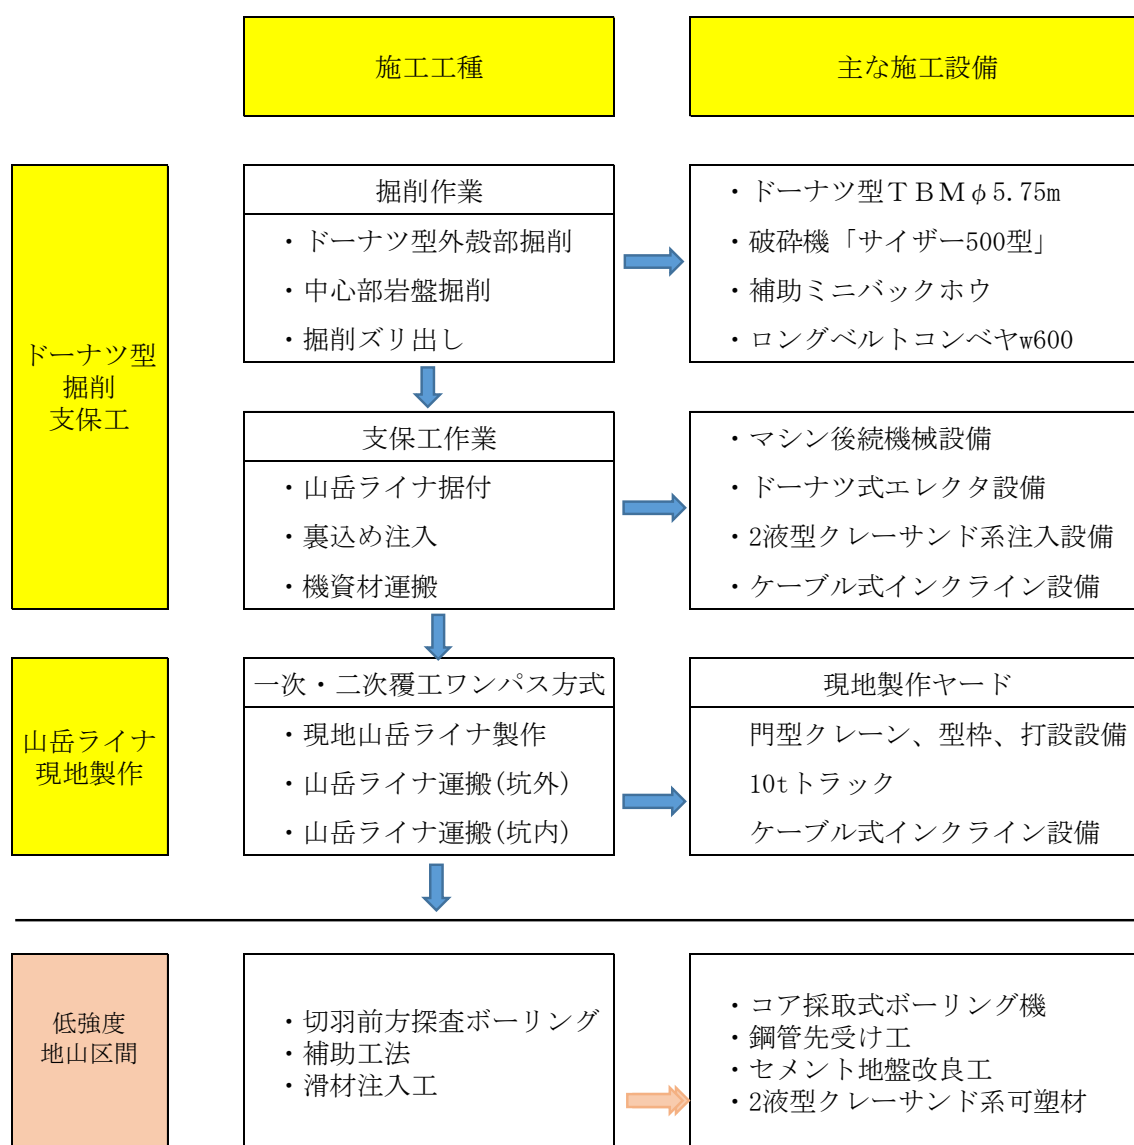 施工工種
主な施工設備
ドーナツ型
掘削
支保工
掘削作業
・ドーナツ型外殻部掘削
・中心部岩盤掘削
・掘削ズリ出し
・ドーナツ型ＴＢＭφ5.75m
・破砕機「サイザー500型」
・補助ミニバックホウ
・ロングベルトコンベヤw600
支保工作業
・山岳ライナ据付
・裏込め注入
・機資材運搬
・マシン後続機械設備
・ドーナツ式エレクタ設備
・2液型クレーサンド系注入設備
・ケーブル式インクライン設備
山岳ライナ
現地製作
一次・二次覆工ワンパス方式
・現地山岳ライナ製作
・山岳ライナ運搬(坑外)
・山岳ライナ運搬(坑内)
現地製作ヤード
門型クレーン、型枠、打設設備
10tトラック
ケーブル式インクライン設備
低強度
地山区間
・切羽前方探査ボーリング
・補助工法
・滑材注入工
・コア採取式ボーリング機
・鋼管先受け工
・セメント地盤改良工
・2液型クレーサンド系可塑材